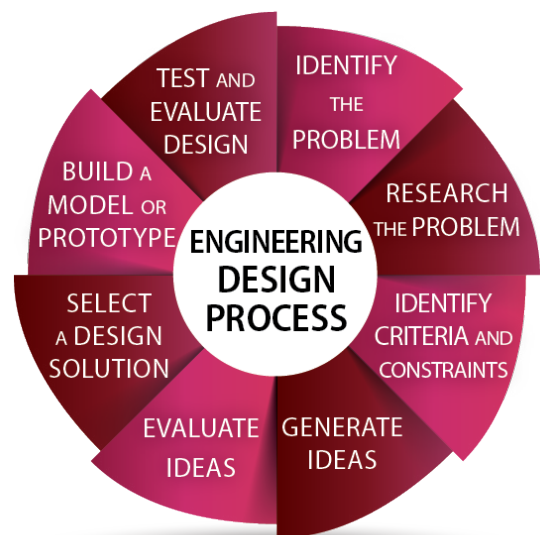 ENGINEERING
DESIGN
PROCESS
IDENTIFY
THE
PROBLEM
RESEARCH
THE PROBLEM
IDENTIFY
CRITERIA AND
CONSTRAINTS
GENERATE
IDEAS
EVALUATE
IDEAS
SELECT
A DESIGN
SOLUTION
BUILD A
MODEL OR
PROTOTYPE
TEST AND
EVALUATE
DESIGN